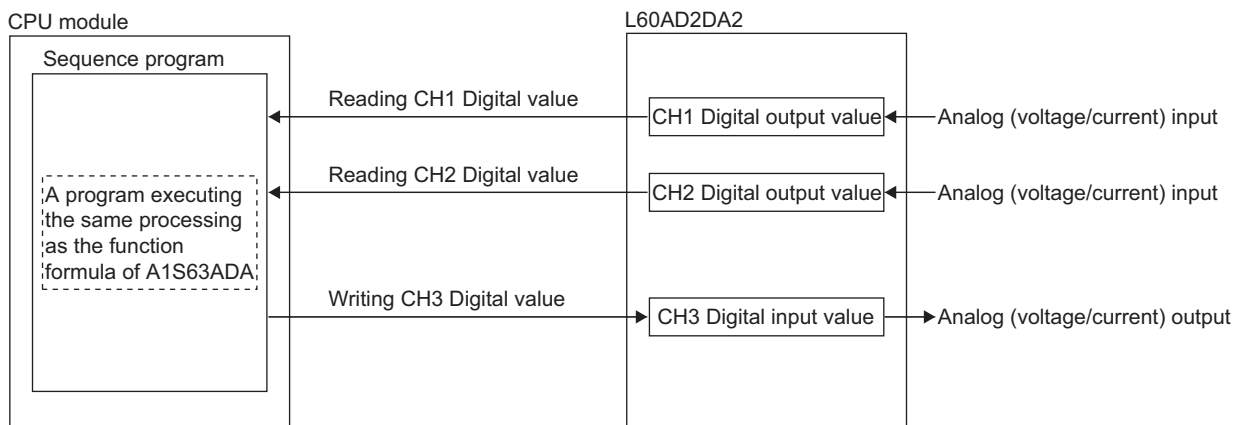 CPU module
L60AD2DA2
Sequence program
Reading CH1 Digital value
CH1 Digital output value
Analog (voltage/current) input
Reading CH2 Digital value
CH2 Digital output value
Analog (voltage/current) input
A program executing
the same processing
as the function
formula of A1S63ADA
Writing CH3 Digital value
CH3 Digital input value
Analog (voltage/current) output